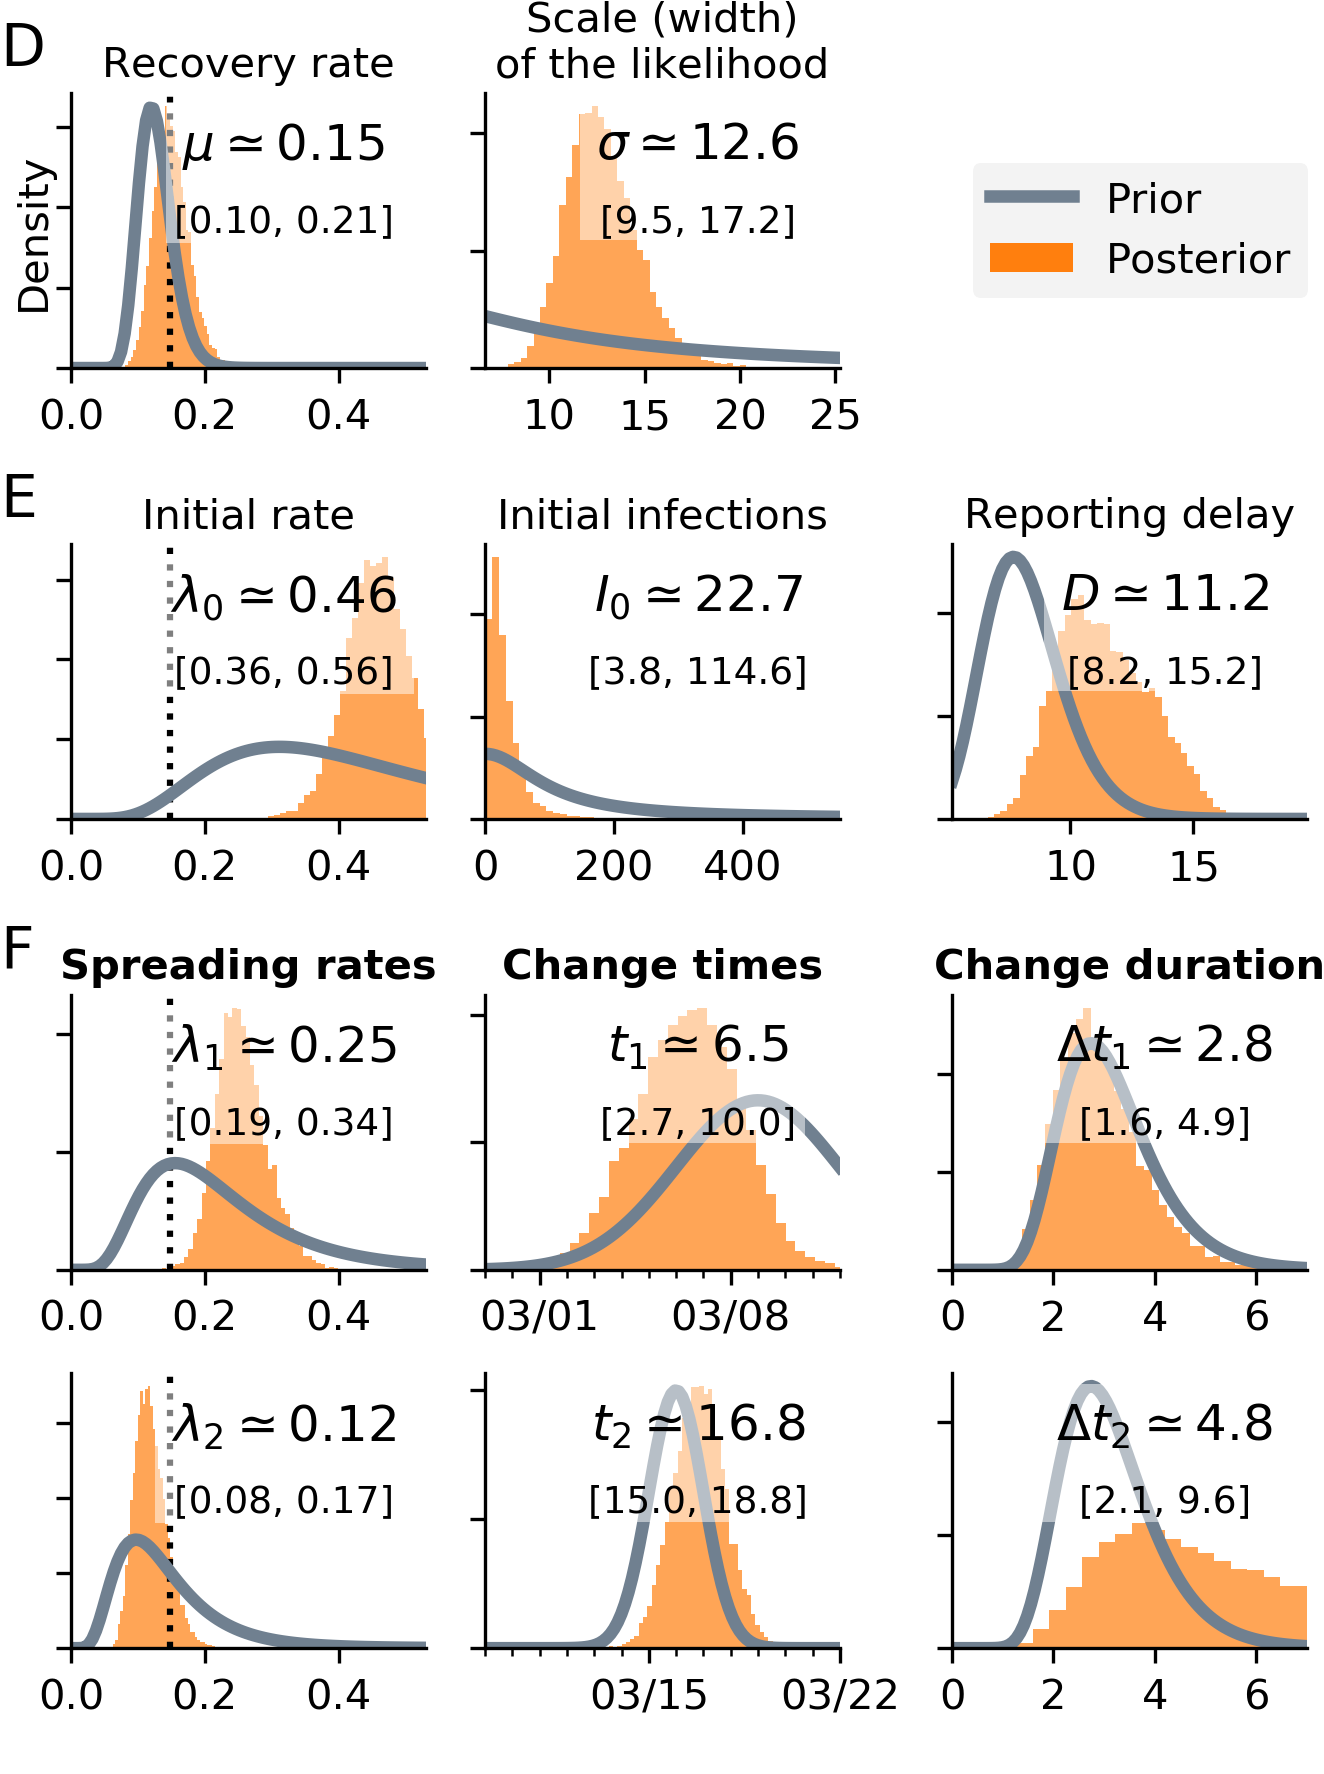 D
Recovery rate
Scale (width)
of the likelihood
Density
μ ≃ 0.15
[0.10, 0.21]
σ ≃ 12.6
[9.5, 17.2]
Prior
Posterior
0.0 0.2 0.4
10 15 20 25
E
Initial rate
Initial infections
Reporting delay
λ₀ ≃ 0.46
[0.36, 0.56]
I₀ ≃ 22.7
[3.8, 114.6]
D ≃ 11.2
[8.2, 15.2]
0.0 0.2 0.4
0 200 400
10 15
F
Spreading rates
Change times
Change duration
λ₁ ≃ 0.25
[0.19, 0.34]
t₁ ≃ 6.5
[2.7, 10.0]
Δt₁ ≃ 2.8
[1.6, 4.9]
0.0 0.2 0.4
03/01 03/08
0 2 4 6
λ₂ ≃ 0.12
[0.08, 0.17]
t₂ ≃ 16.8
[15.0, 18.8]
Δt₂ ≃ 4.8
[2.1, 9.6]
0.0 0.2 0.4
03/15 03/22
0 2 4 6